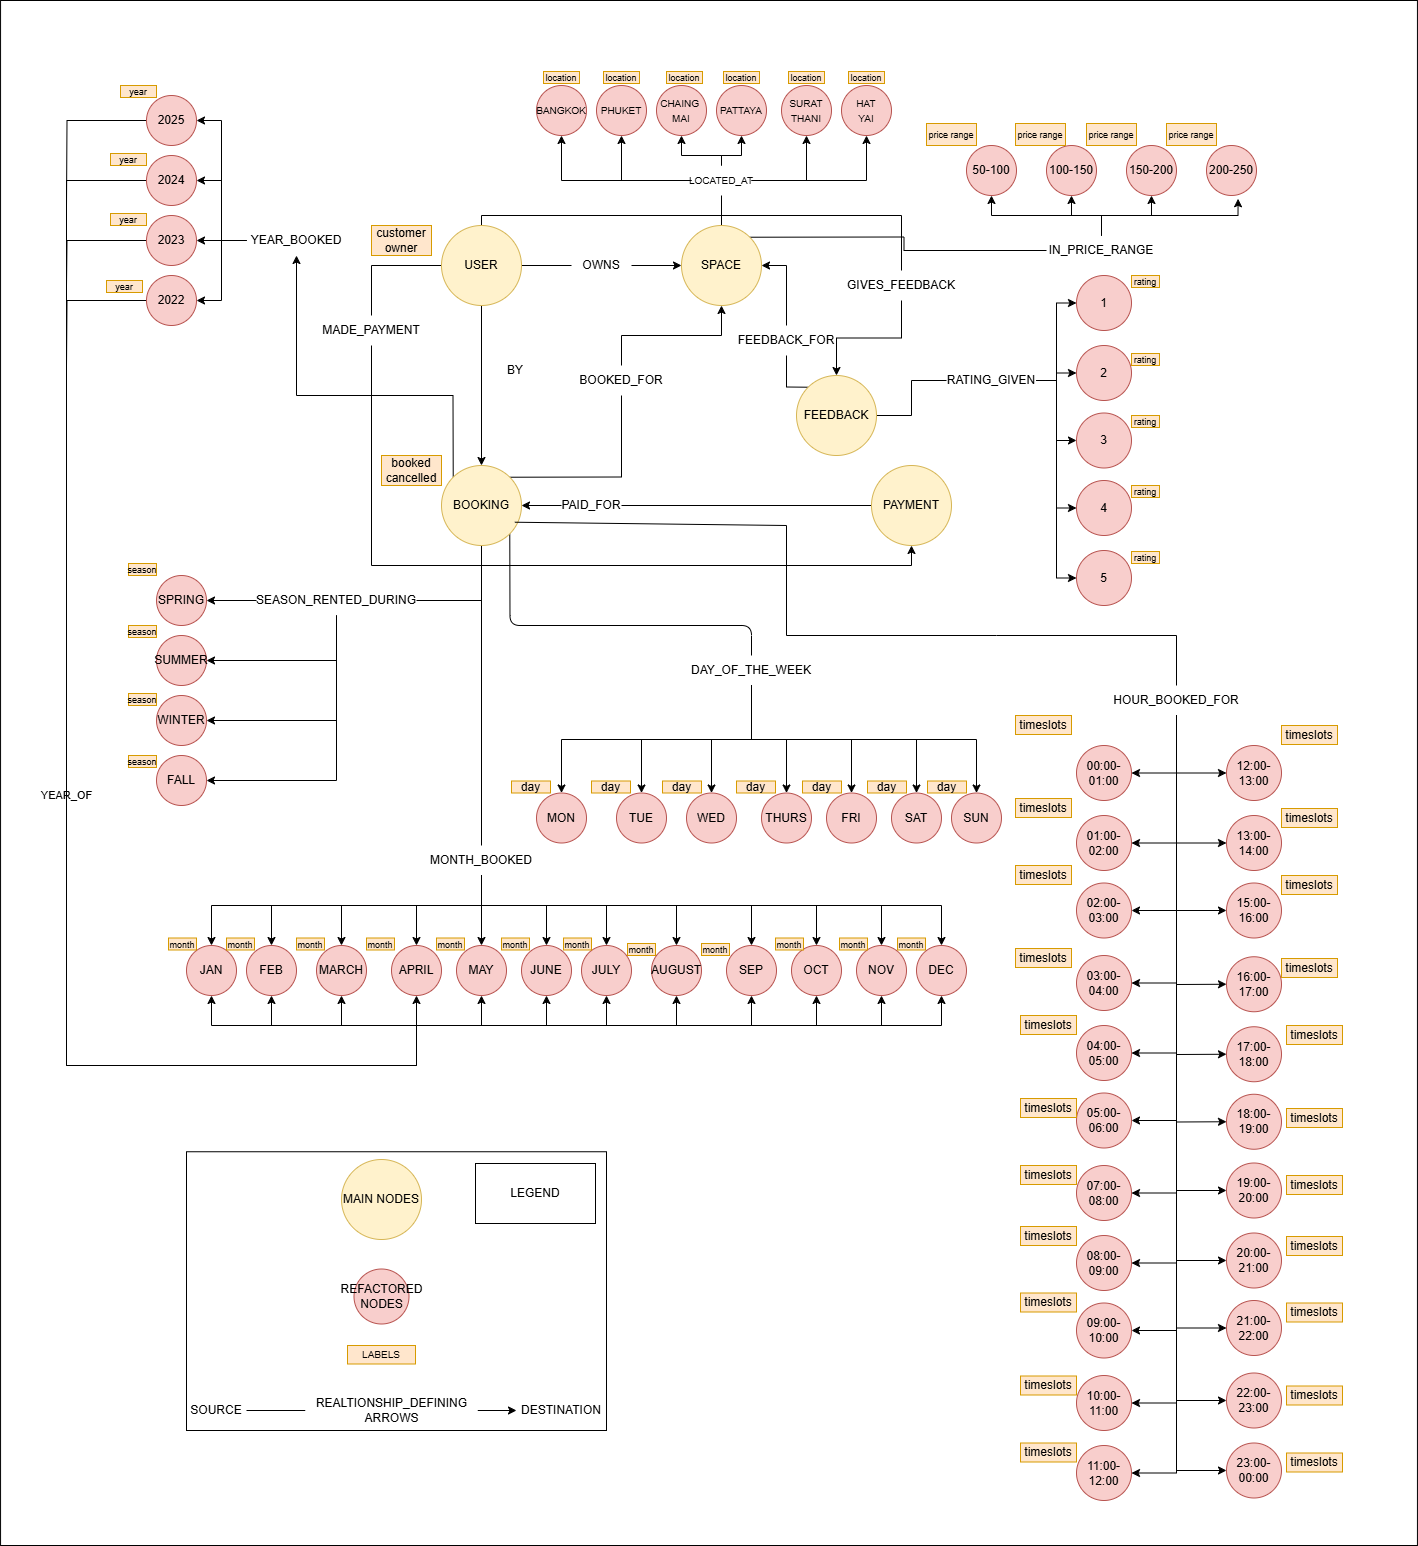 location
location
location
location
location
location
BANGKOK
PHUKET
CHAING
MAI
PATTAYA
SURAT
THANI
HAT
YAI
LOCATED_AT
year
2025
year
2024
year
2023
year
2022
YEAR_BOOKED
price range
price range
price range
price range
50-100
100-150
150-200
200-250
IN_PRICE_RANGE
customer
owner
USER
OWNS
SPACE
GIVES_FEEDBACK
MADE_PAYMENT
BY
BOOKED_FOR
FEEDBACK_FOR
FEEDBACK
RATING_GIVEN
rating
1
rating
2
rating
3
rating
4
rating
5
booked
cancelled
BOOKING
PAID_FOR
PAYMENT
season
SPRING
SEASON_RENTED_DURING
season
SUMMER
season
WINTER
season
FALL
YEAR_OF
DAY_OF_THE_WEEK
day
day
day
day
day
day
day
MON
TUE
WED
THURS
FRI
SAT
SUN
MONTH_BOOKED
month
month
month
month
month
month
month
month
month
month
month
month
JAN
FEB
MARCH
APRIL
MAY
JUNE
JULY
AUGUST
SEP
OCT
NOV
DEC
HOUR_BOOKED_FOR
timeslots
timeslots
00:00-
01:00
12:00-
13:00
timeslots
timeslots
01:00-
02:00
13:00-
14:00
timeslots
timeslots
02:00-
03:00
15:00-
16:00
timeslots
timeslots
03:00-
04:00
16:00-
17:00
timeslots
timeslots
04:00-
05:00
17:00-
18:00
timeslots
timeslots
05:00-
06:00
18:00-
19:00
timeslots
timeslots
07:00-
08:00
19:00-
20:00
timeslots
timeslots
08:00-
09:00
20:00-
21:00
timeslots
timeslots
09:00-
10:00
21:00-
22:00
timeslots
timeslots
10:00-
11:00
22:00-
23:00
timeslots
timeslots
11:00-
12:00
23:00-
00:00
MAIN NODES
LEGEND
REFACTORED
NODES
LABELS
SOURCE
REALTIONSHIP_DEFINING
ARROWS
DESTINATION